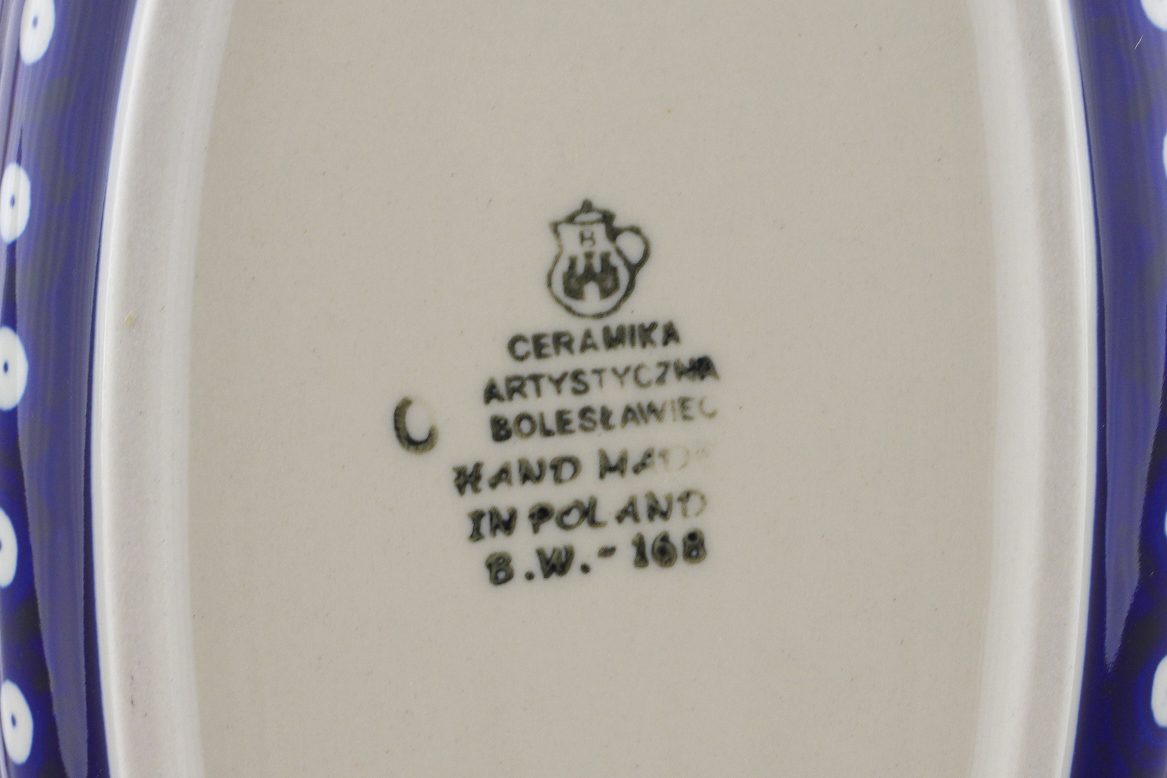 B
CERAMIKA
ARTYSTYCZNA
BOLESŁAWIEC
C
HAND MADE
IN POLAND
B.W.-168